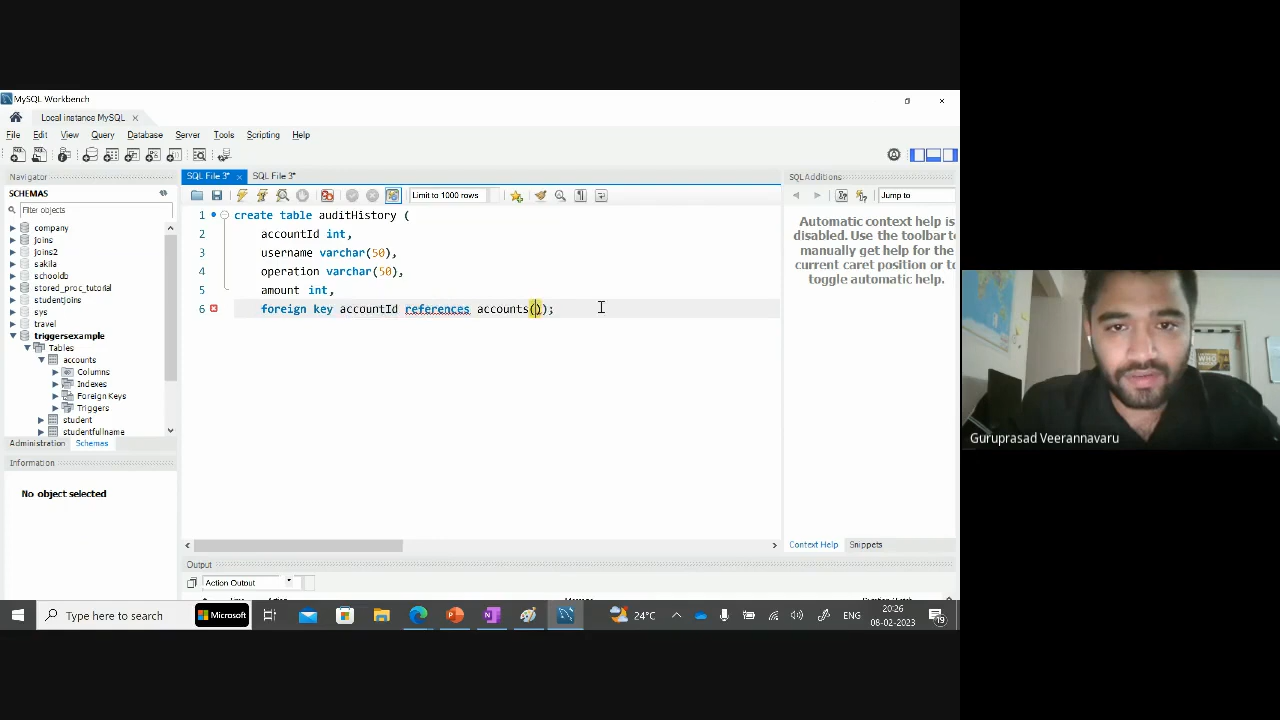 MySQL Workbench
Local instance MySQL
File Edit View Query Database Server Tools Scripting Help
Navigator
SCHEMAS
Filter objects
company
joins
joins2
sakila
schooldb
stored_proc_tutorial
studentjoins
sys
travel
triggersexample
Tables
accounts
Columns
Indexes
Foreign Keys
Triggers
student
studentfullname
Administration Schemas
Information
No object selected
SQL File 3* SQL File 3*
Limit to 1000 rows
1 create table auditHistory (
2 accountId int,
3 username varchar(50),
4 operation varchar(50),
5 amount int,
6 foreign key accountId references accounts();
Output
Action Output
SQL Additions
Jump to
Automatic context help is
disabled. Use the toolbar to
manually get help for the
current caret position or to
toggle automatic help.
Context Help Snippets
Type here to search
Microsoft
24°C
ENG
20:26
08-02-2023
19
Guruprasad Veerannavaru